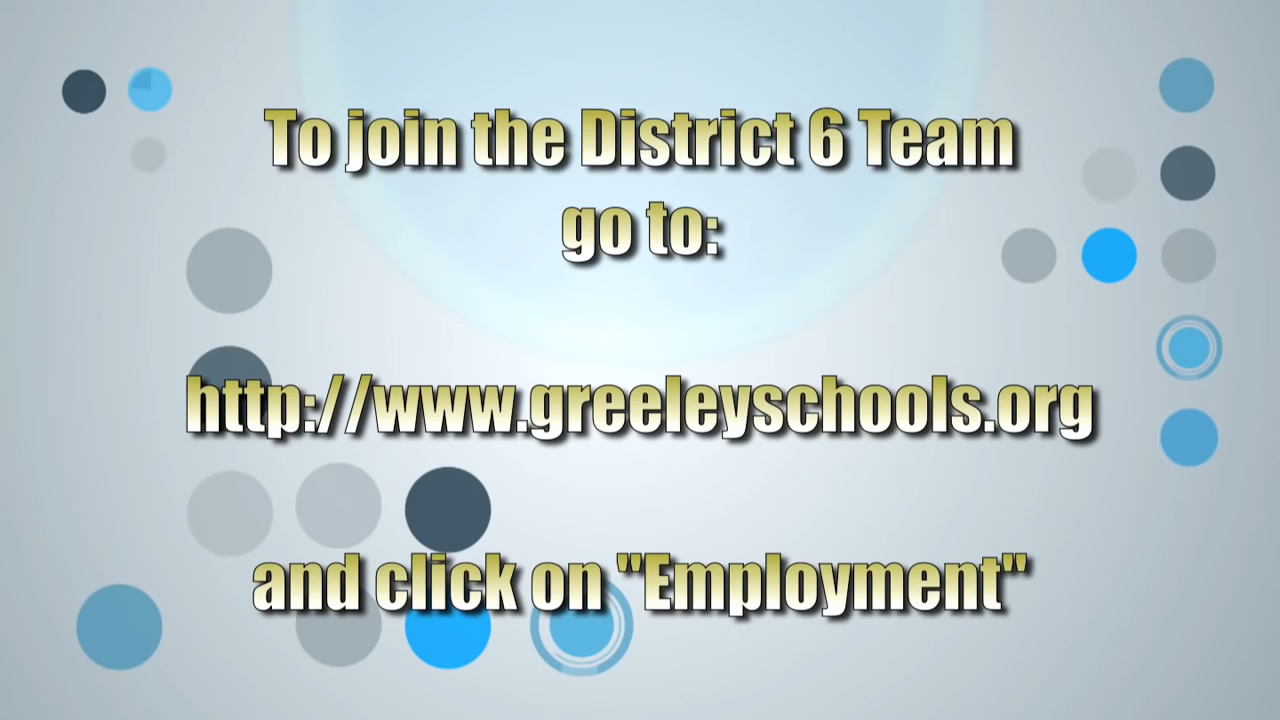 To join the District 6 Team
go to:
http://www.greeleyschools.org
and click on "Employment"